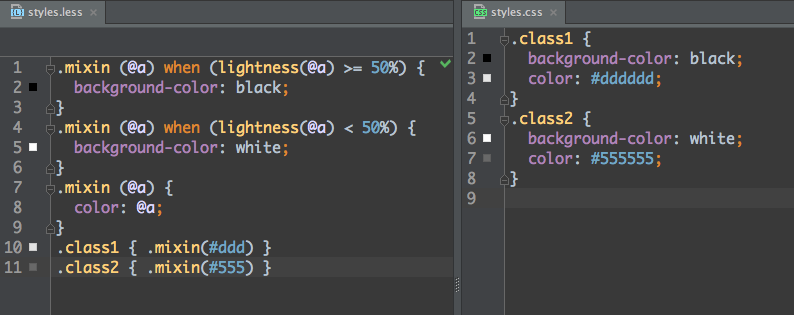 styles.less
1 .mixin (@a) when (lightness(@a) >= 50%) {
2 background-color: black;
3 }
4 .mixin (@a) when (lightness(@a) < 50%) {
5 background-color: white;
6 }
7 .mixin (@a) {
8 color: @a;
9 }
10 .class1 { .mixin(#ddd) }
11 .class2 { .mixin(#555) }
styles.css
1 .class1 {
2 background-color: black;
3 color: #dddddd;
4 }
5 .class2 {
6 background-color: white;
7 color: #555555;
8 }
9